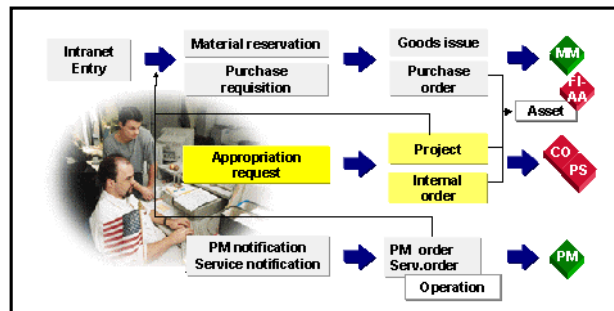 Intranet
Entry
Material reservation
Purchase
requisition
Goods issue
Purchase
order
MM
FI-
AA
Asset
Appropriation
request
Project
Internal
order
CO
PS
PM notification
Service notification
PM order
Serv.order
Operation
PM